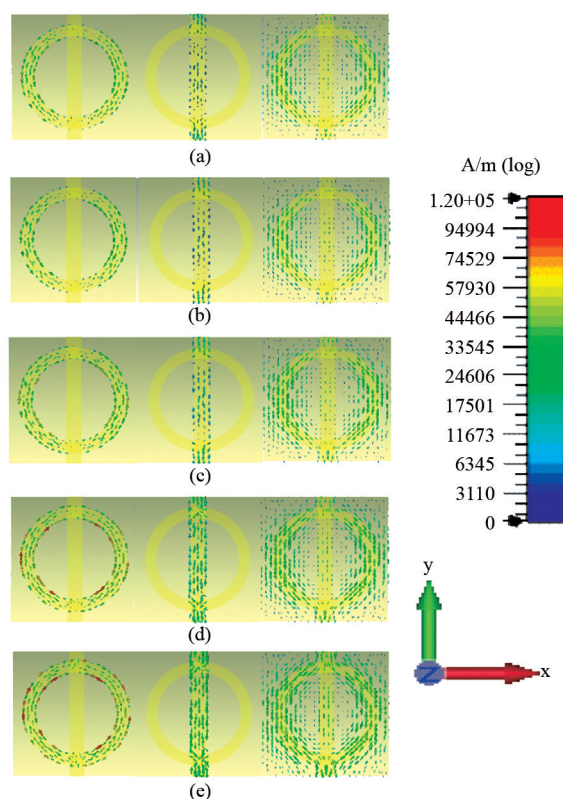 (a)
(b)
(c)
(d)
(e)
A/m (log)
1.20+05
94994
74529
57930
44466
33545
24606
17501
11673
6345
3110
0
y
Z
x